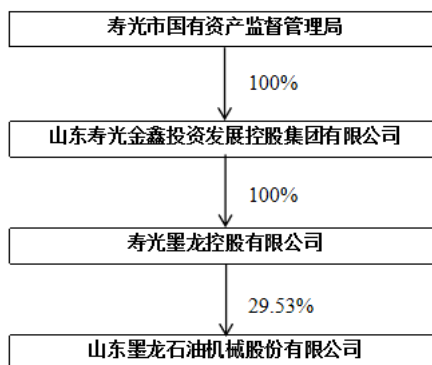 寿光市国有资产监督管理局
100%
山东寿光金鑫投资发展控股集团有限公司
100%
寿光墨龙控股有限公司
29.53%
山东墨龙石油机械股份有限公司